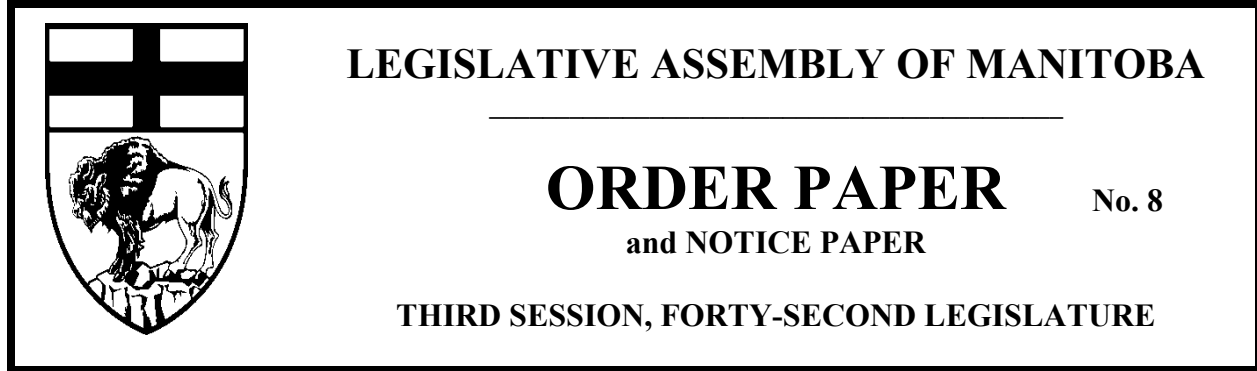 LEGISLATIVE ASSEMBLY OF MANITOBA
ORDER PAPER No. 8
and NOTICE PAPER
THIRD SESSION, FORTY-SECOND LEGISLATURE